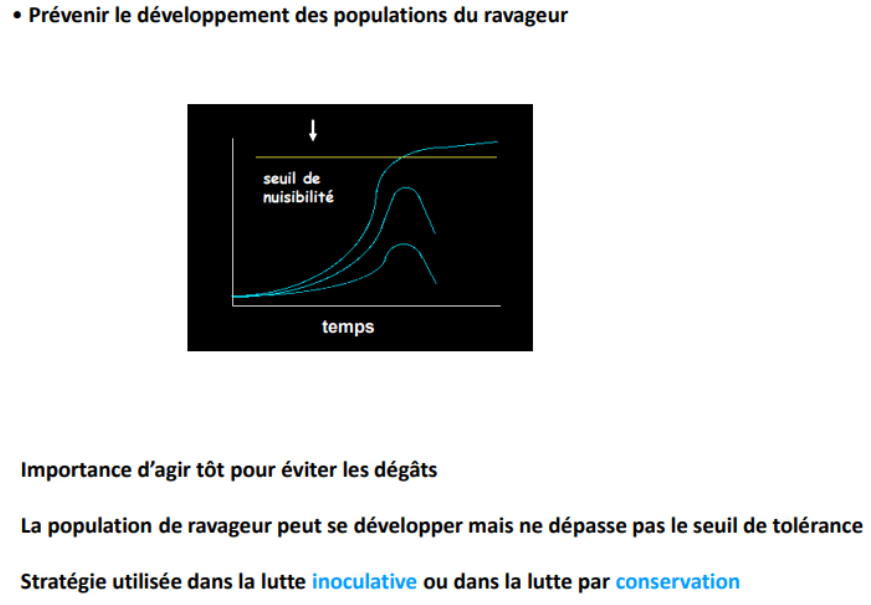 • Prévenir le développement des populations du ravageur
seuil de
nuisibilité
temps
Importance d’agir tôt pour éviter les dégâts
La population de ravageur peut se développer mais ne dépasse pas le seuil de tolérance
Stratégie utilisée dans la lutte inoculative ou dans la lutte par conservation